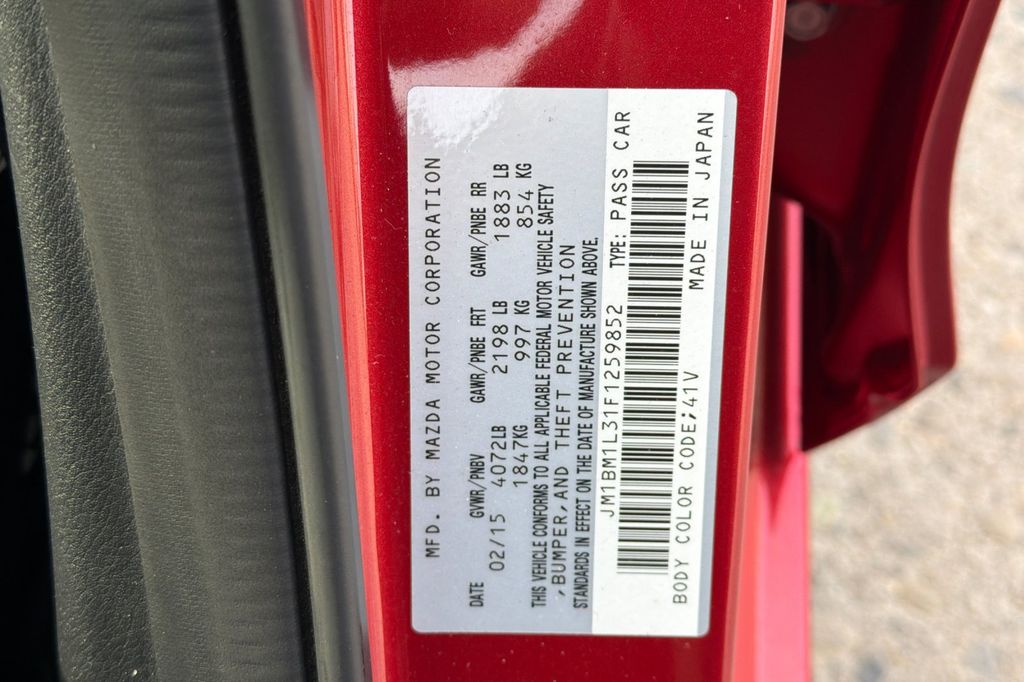 MFD. BY MAZDA MOTOR CORPORATION
DATE GVWR/PNBV GAWR/PNBE FRT GAWR/PNBE RR
02/15 4072LB 2198 LB 1883 LB
1847KG 997 KG 854 KG
THIS VEHICLE CONFORMS TO ALL APPLICABLE FEDERAL MOTOR VEHICLE SAFETY
,BUMPER,AND THEFT PREVENTION
STANDARDS IN EFFECT ON THE DATE OF MANUFACTURE SHOWN ABOVE.
JM1BM1L31F1259852 TYPE: PASS CAR
BODY COLOR CODE;41V MADE IN JAPAN